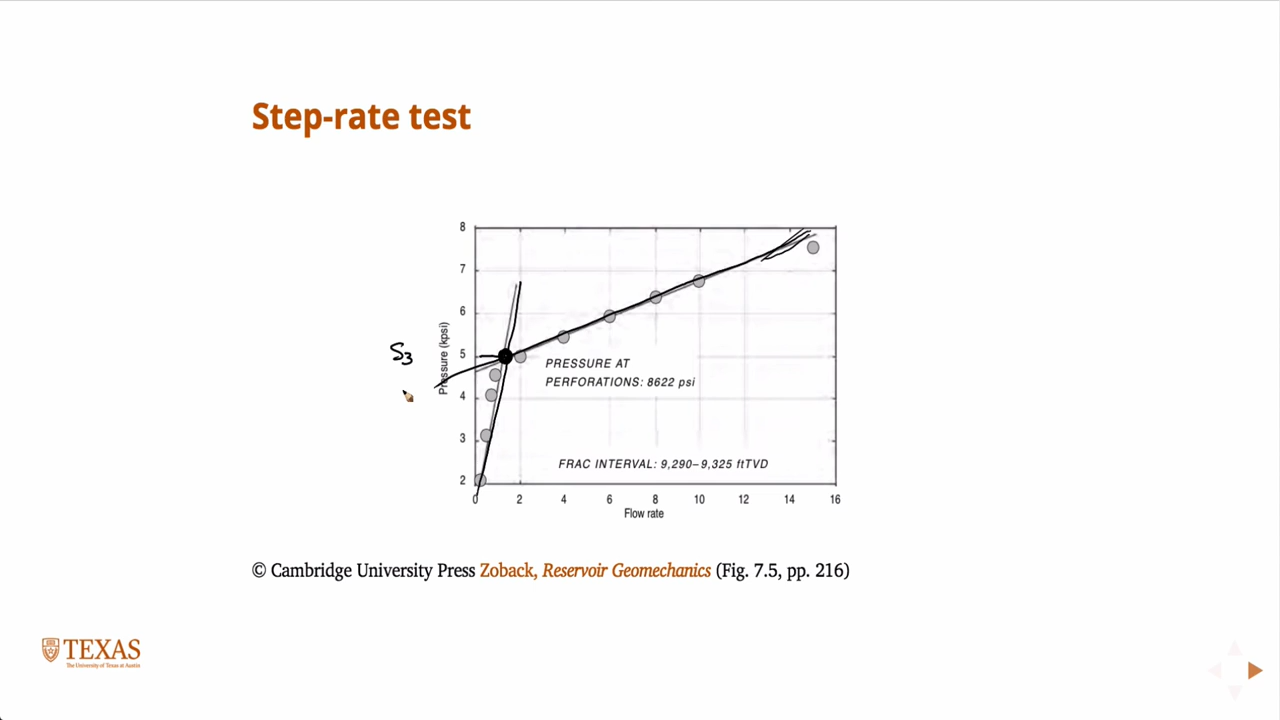 Step-rate test
8
7
6
5
4
3
2
Pressure (kpsi)
S3
PRESSURE AT
PERFORATIONS: 8622 psi
FRAC INTERVAL: 9,290–9,325 ftTVD
0 2 4 6 8 10 12 14 16
Flow rate
© Cambridge University Press Zoback, Reservoir Geomechanics (Fig. 7.5, pp. 216)
TEXAS
The University of Texas at Austin